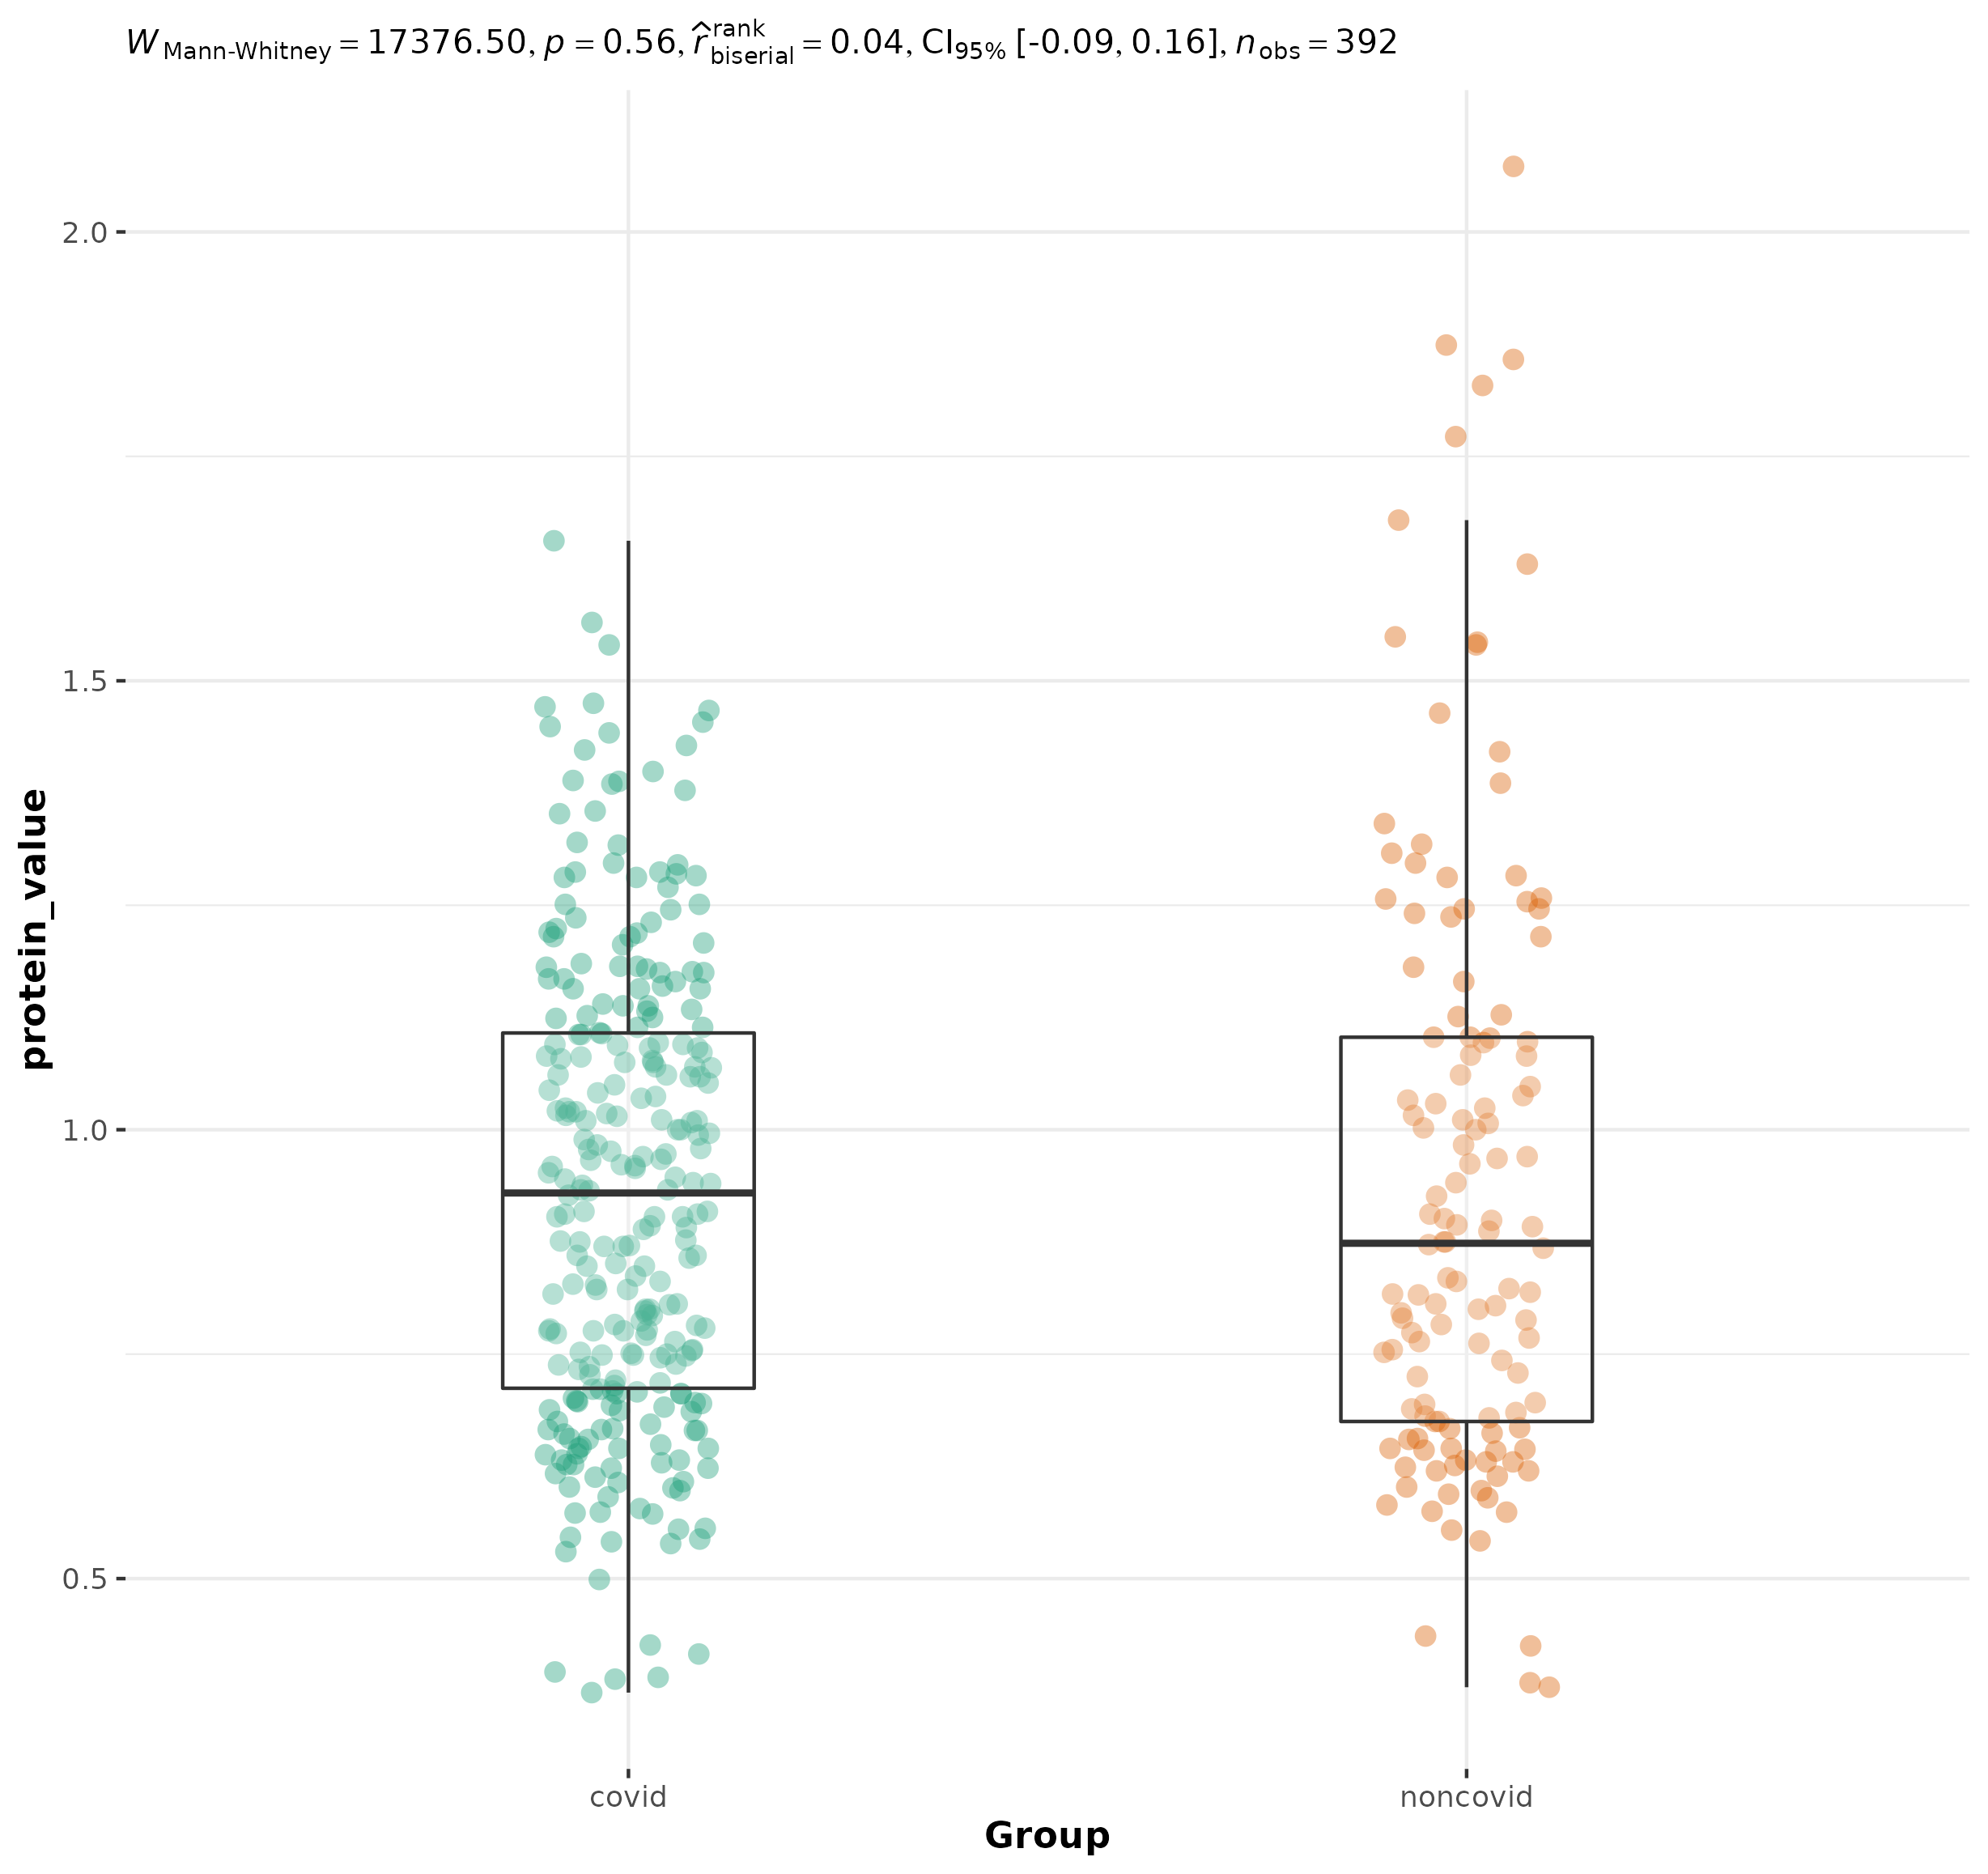 W Mann-Whitney = 17376.50, p = 0.56, r̂ rank biserial = 0.04, CI95% [-0.09, 0.16], n obs = 392
protein_value
2.0
1.5
1.0
0.5
covid noncovid
Group